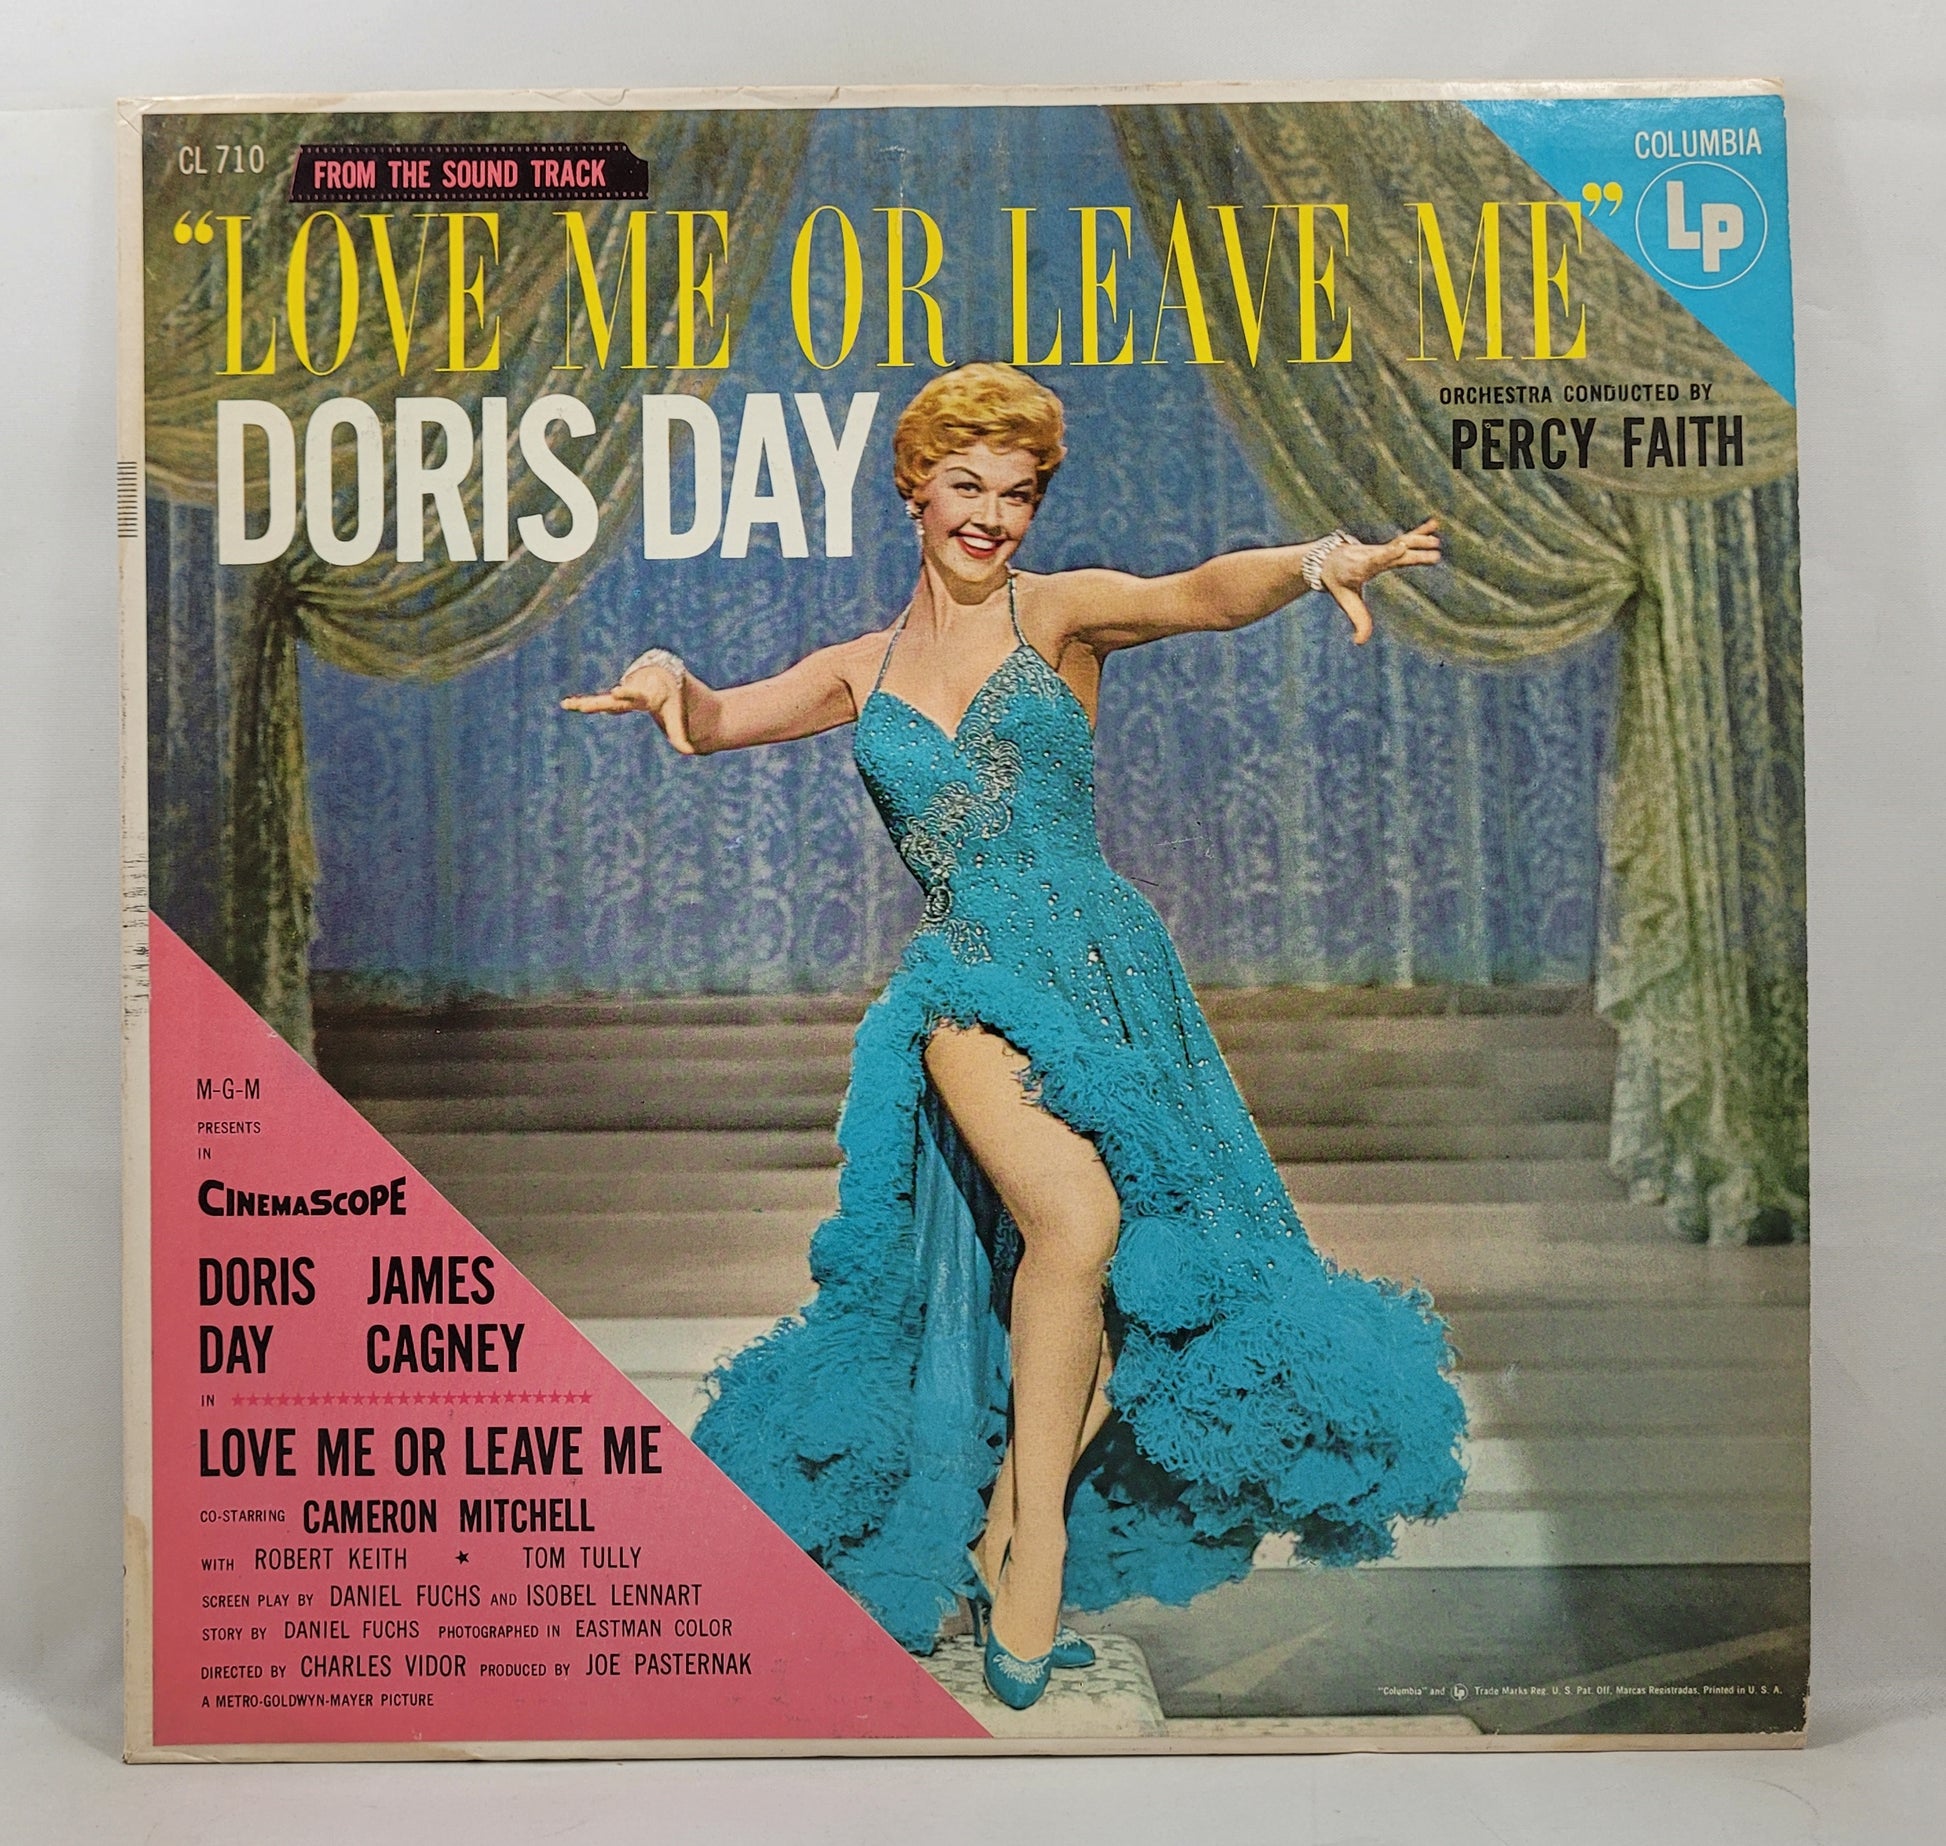 CL 710
FROM THE SOUND TRACK
COLUMBIA
LP
“LOVE ME OR LEAVE ME”
DORIS DAY
ORCHESTRA CONDUCTED BY
PERCY FAITH
M-G-M
PRESENTS
IN
CINEMASCOPE
DORIS JAMES
DAY CAGNEY
IN ★★★★★★★★★★★★★★★★★★★★★★★★
LOVE ME OR LEAVE ME
CO-STARRING CAMERON MITCHELL
WITH ROBERT KEITH ★ TOM TULLY
SCREEN PLAY BY DANIEL FUCHS AND ISOBEL LENNART
STORY BY DANIEL FUCHS PHOTOGRAPHED IN EASTMAN COLOR
DIRECTED BY CHARLES VIDOR PRODUCED BY JOE PASTERNAK
A METRO-GOLDWYN-MAYER PICTURE
"Columbia" and LP Trade Marks Reg. U. S. Pat. Off. Marcas Registradas. Printed in U. S. A.